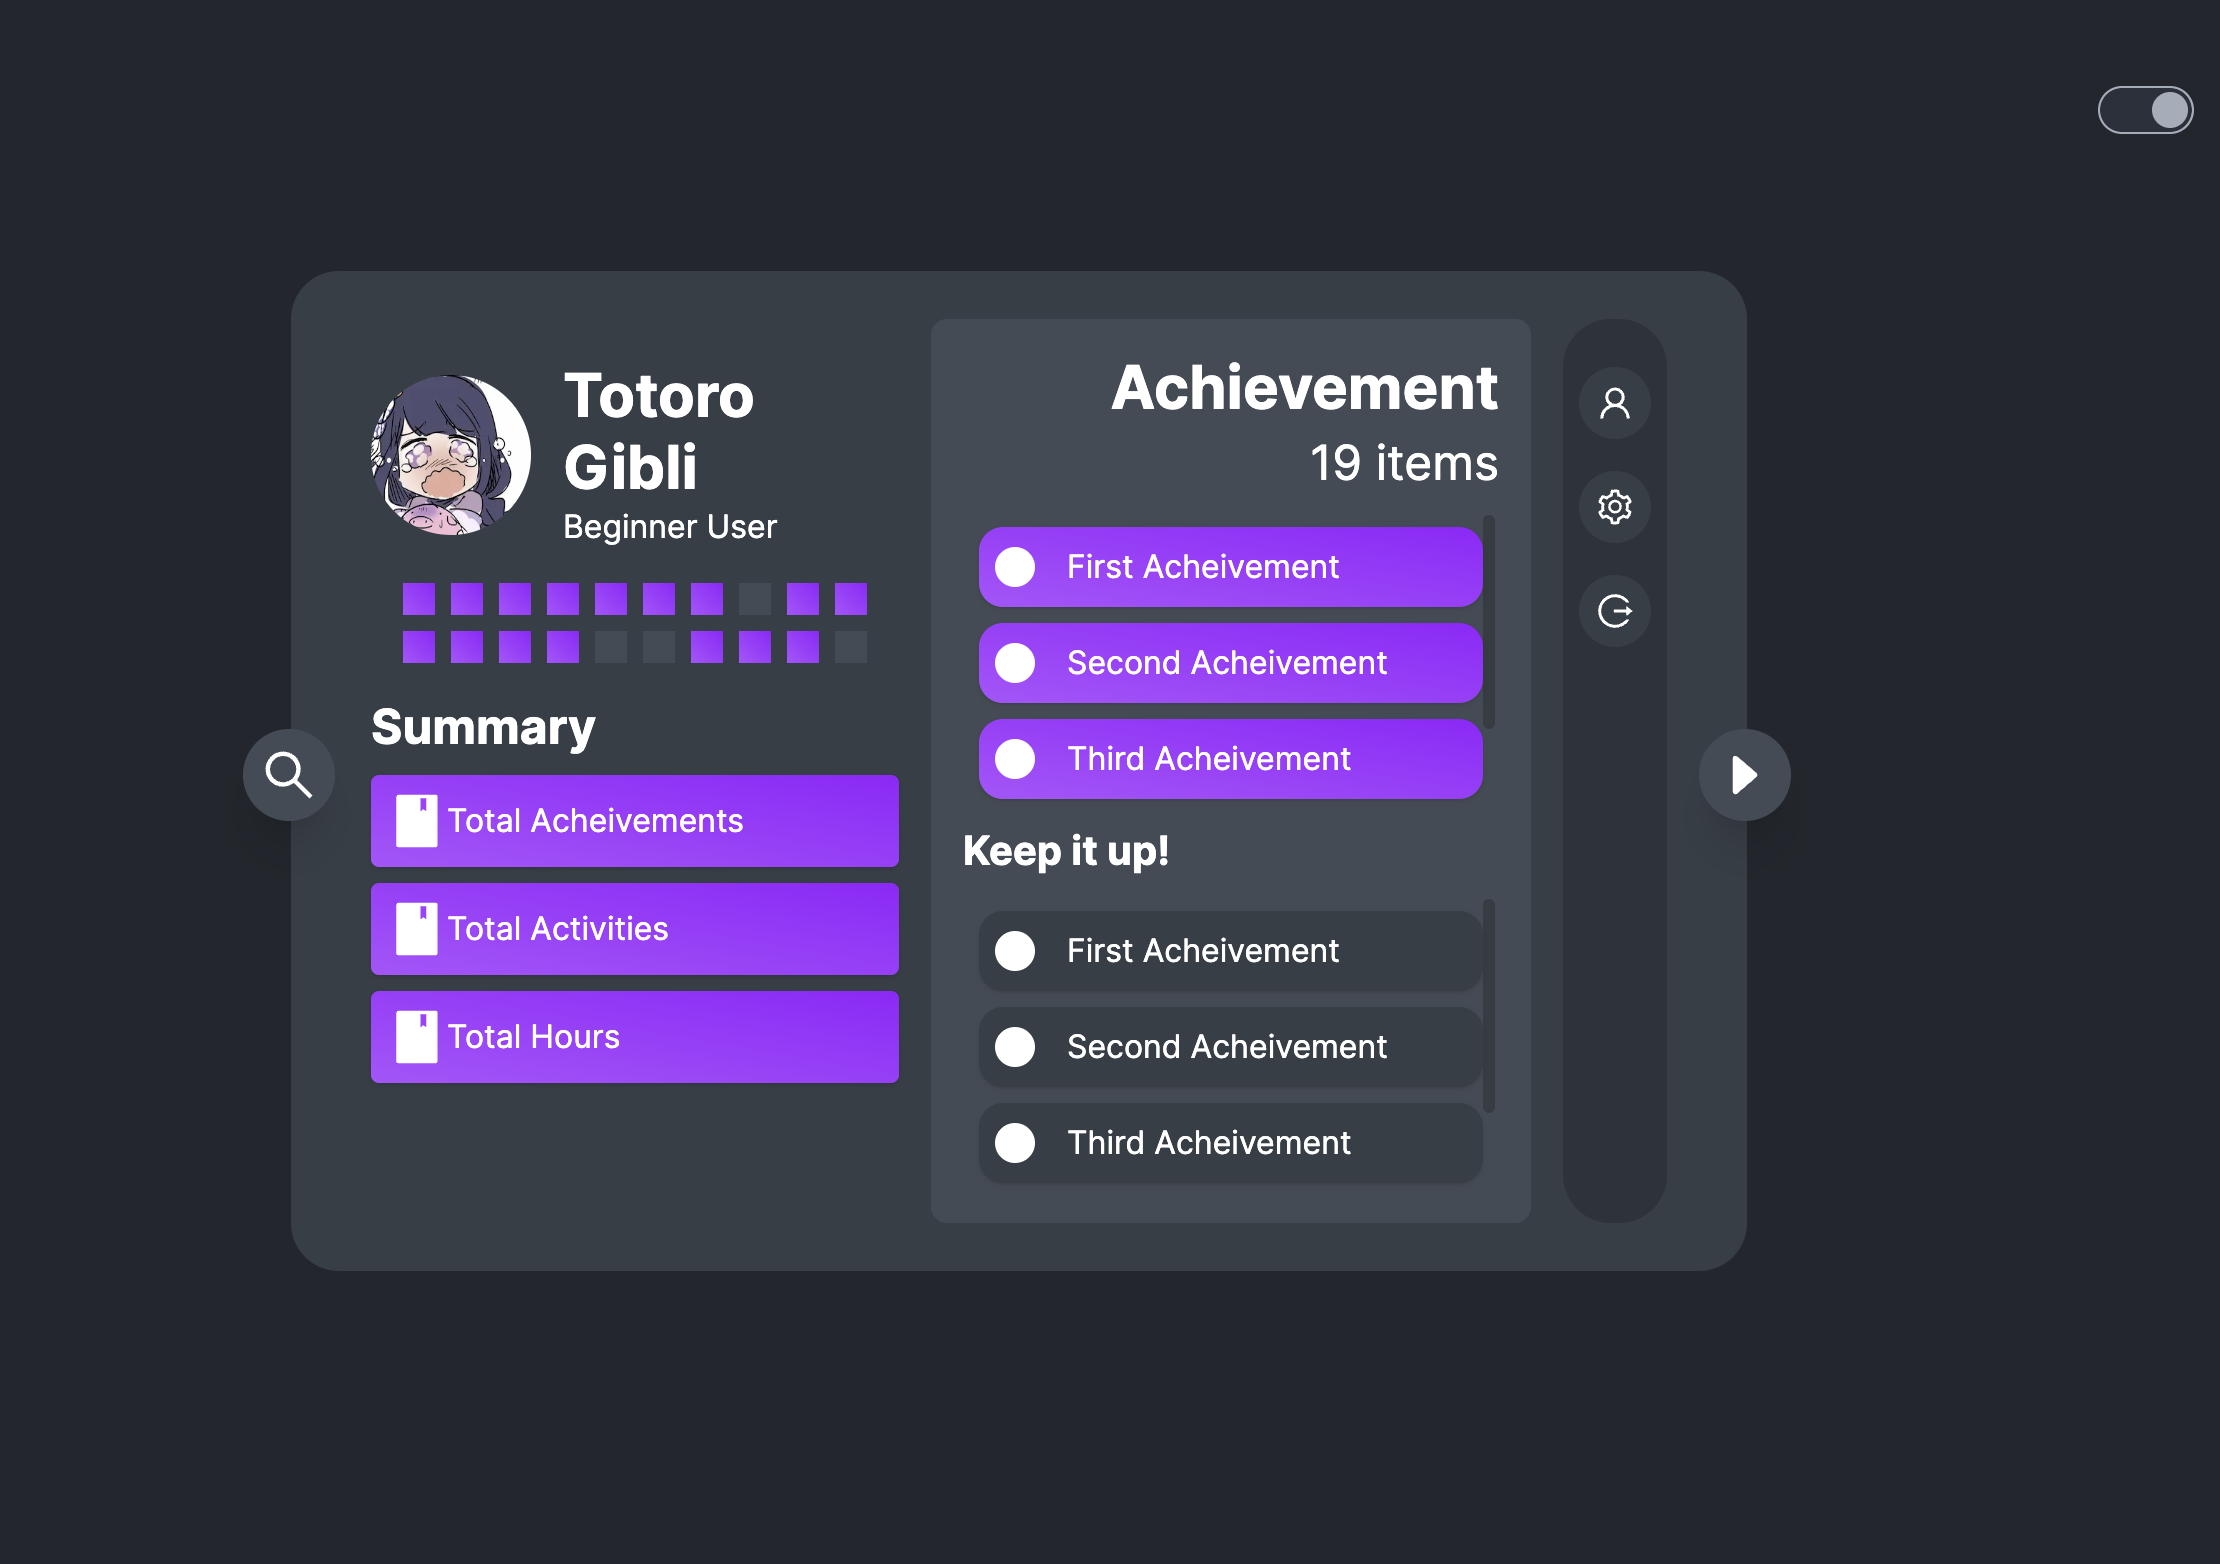 Totoro
Gibli
Beginner User
Summary
Total Acheivements
Total Activities
Total Hours
Achievement
19 items
First Acheivement
Second Acheivement
Third Acheivement
Keep it up!
First Acheivement
Second Acheivement
Third Acheivement